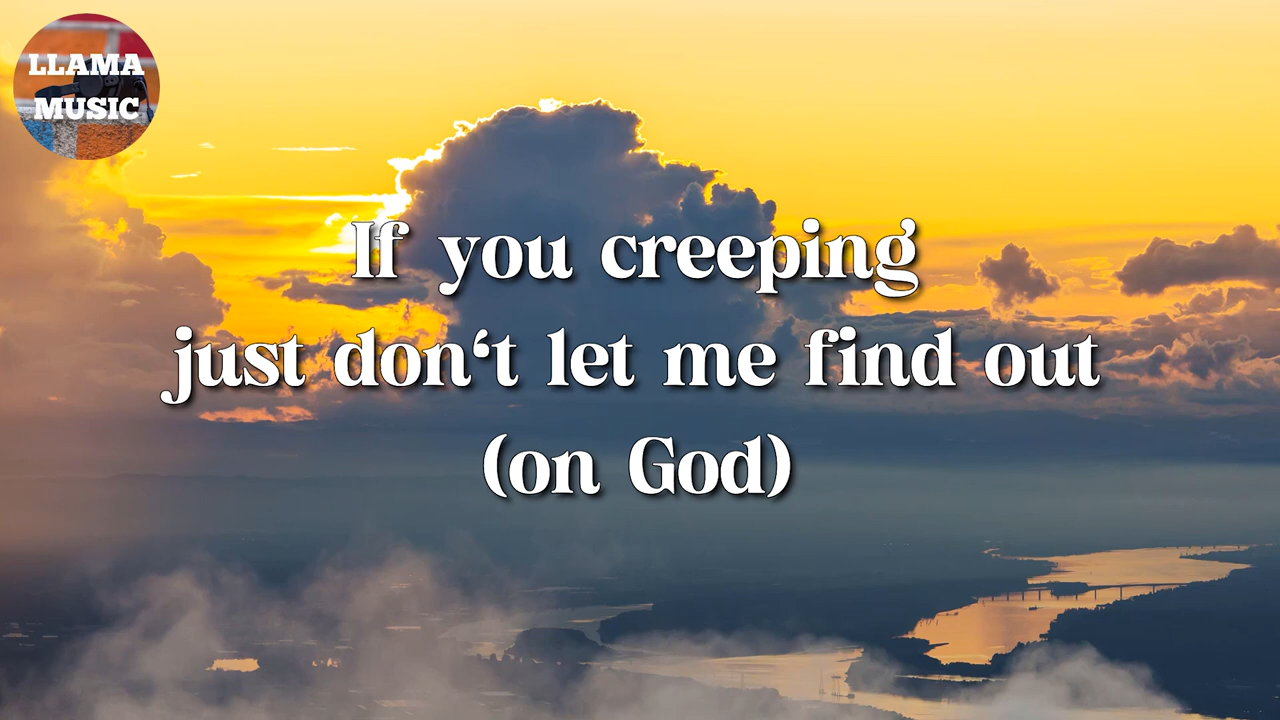 LLAMA
MUSIC
If you creeping
just don‘t let me find out
(on God)